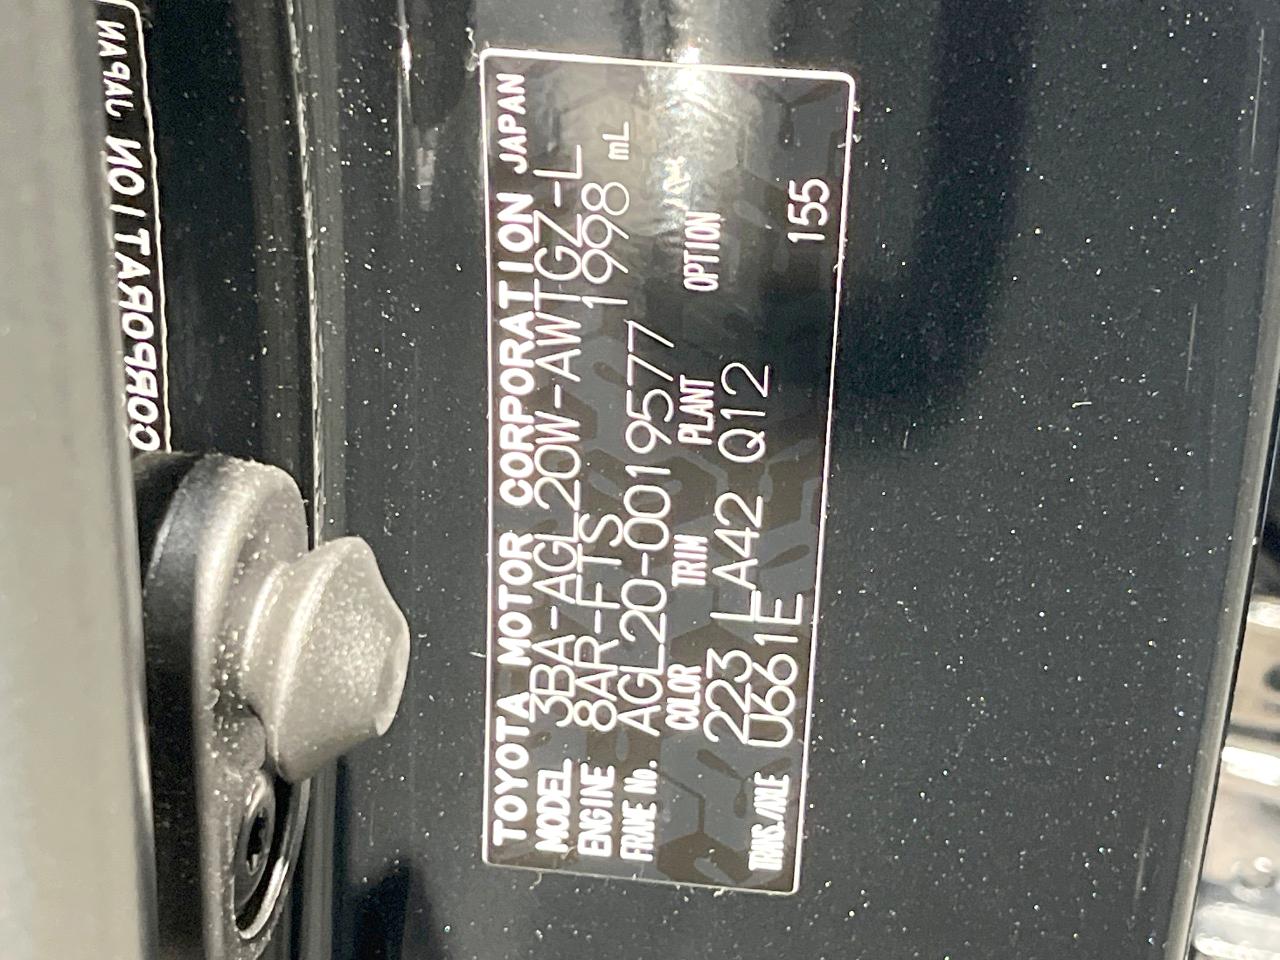 TOYOTA MOTOR CORPORATION JAPAN
MODEL 3BA-AGL20W-AWTGZ-L
ENGINE 8AR-FTS 1998 mL
FRAME No. AGL20-0019577
COLOR TRIM PLANT OPTION
223 LA42 Q12
TRANS./AXLE U661E 155
CORPORATION JAPAN